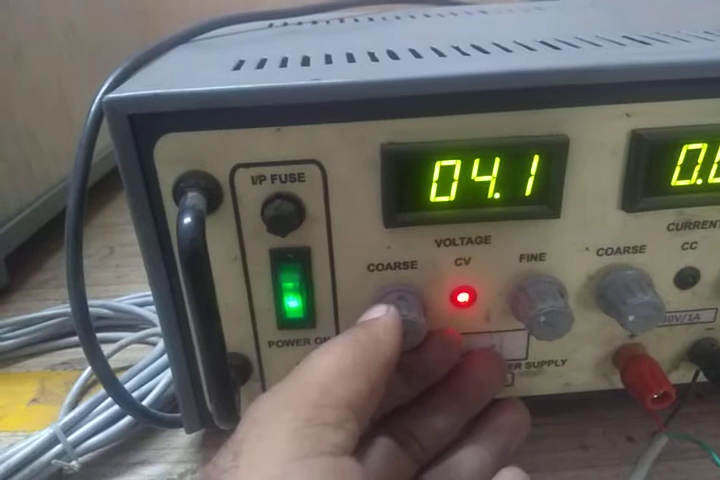 I/P FUSE
04.1
0.
VOLTAGE
CURRENT
COARSE
CV
FINE
COARSE
CC
POWER ON
0V/1A
SUPPLY